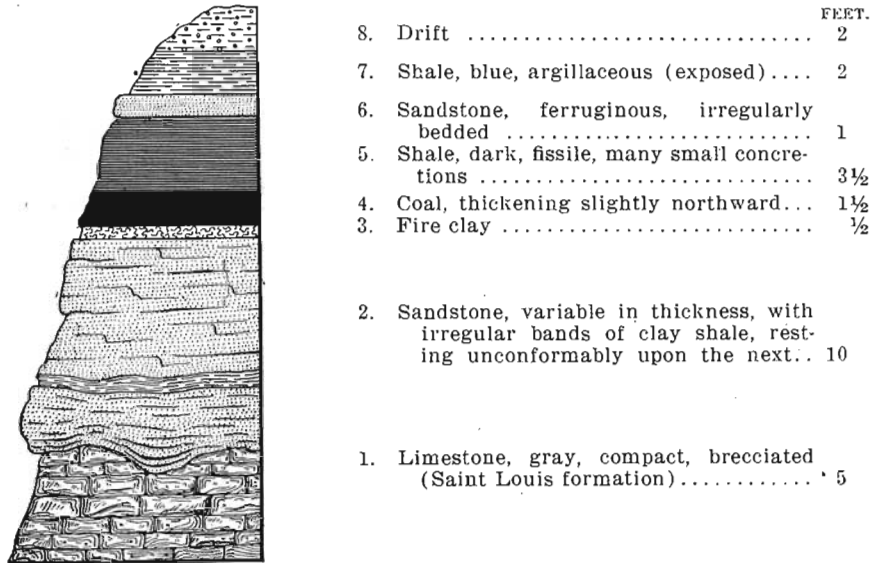 FEET.
8. Drift ................................ 2
7. Shale, blue, argillaceous (exposed).... 2
6. Sandstone, ferruginous, irregularly
bedded ............................. 1
5. Shale, dark, fissile, many small concre-
tions ............................... 3½
4. Coal, thickening slightly northward... 1½
3. Fire clay ............................. ½
2. Sandstone, variable in thickness, with
irregular bands of clay shale, rest-
ing unconformably upon the next.. 10
1. Limestone, gray, compact, brecciated
(Saint Louis formation)............ 5